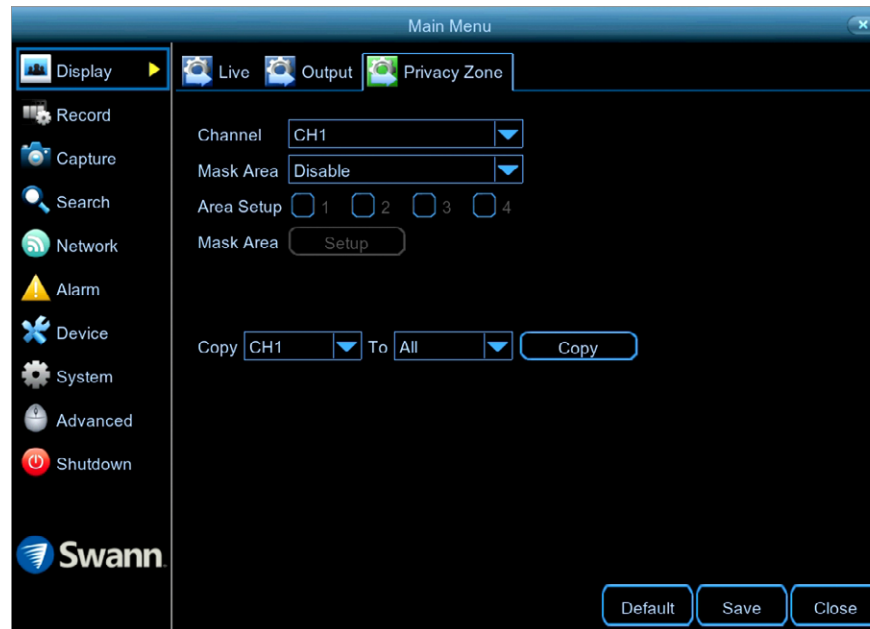 Main Menu
Display
Live Output Privacy Zone
Record
Capture
Search
Network
Alarm
Device
System
Advanced
Shutdown
Channel CH1
Mask Area Disable
Area Setup 1 2 3 4
Mask Area Setup
Copy CH1 To All Copy
Swann.
Default Save Close